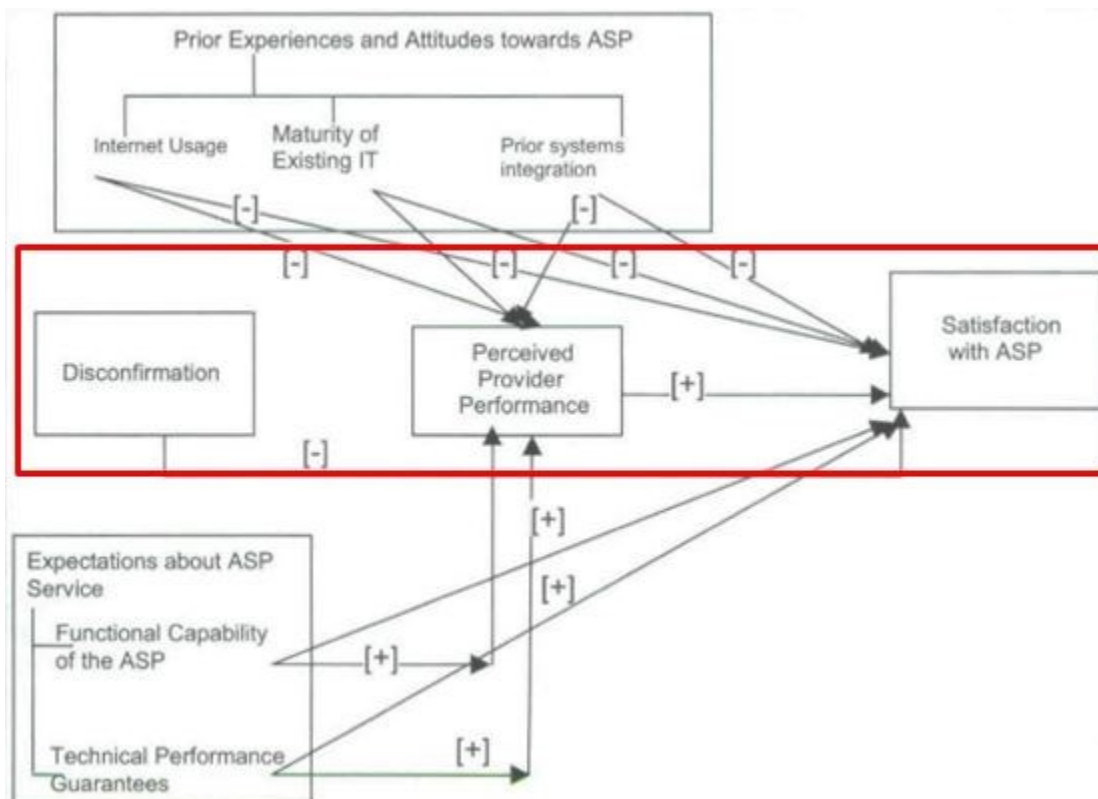 Prior Experiences and Attitudes towards ASP
Internet Usage
Maturity of
Existing IT
Prior systems
integration
[-]
[-]
[-]
[-]
[-]
[-]
Disconfirmation
Perceived
Provider
Performance
[+]
Satisfaction
with ASP
[-]
Expectations about ASP
Service
[+]
[+]
Functional Capability
of the ASP
[+]
Technical Performance
Guarantees
[+]